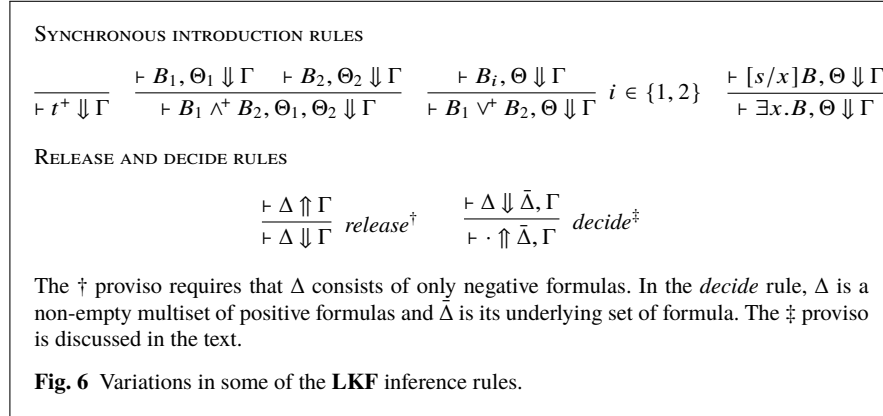 SYNCHRONOUS INTRODUCTION RULES
⊢ B₁, Θ₁ ⇓ Γ   ⊢ B₂, Θ₂ ⇓ Γ   ⊢ Bᵢ, Θ ⇓ Γ   ⊢ [s/x]B, Θ ⇓ Γ
⊢ t⁺ ⇓ Γ   ⊢ B₁ ∧⁺ B₂, Θ₁, Θ₂ ⇓ Γ   ⊢ B₁ ∨⁺ B₂, Θ ⇓ Γ   i ∈ {1, 2}   ⊢ ∃x.B, Θ ⇓ Γ
RELEASE AND DECIDE RULES
⊢ Δ ⇑ Γ   ⊢ Δ ⇓ Δ̄, Γ
⊢ Δ ⇓ Γ   release†   ⊢ · ⇑ Δ̄, Γ   decide‡
The † proviso requires that Δ consists of only negative formulas. In the decide rule, Δ is a
non-empty multiset of positive formulas and Δ̄ is its underlying set of formula. The ‡ proviso
is discussed in the text.
Fig. 6 Variations in some of the LKF inference rules.